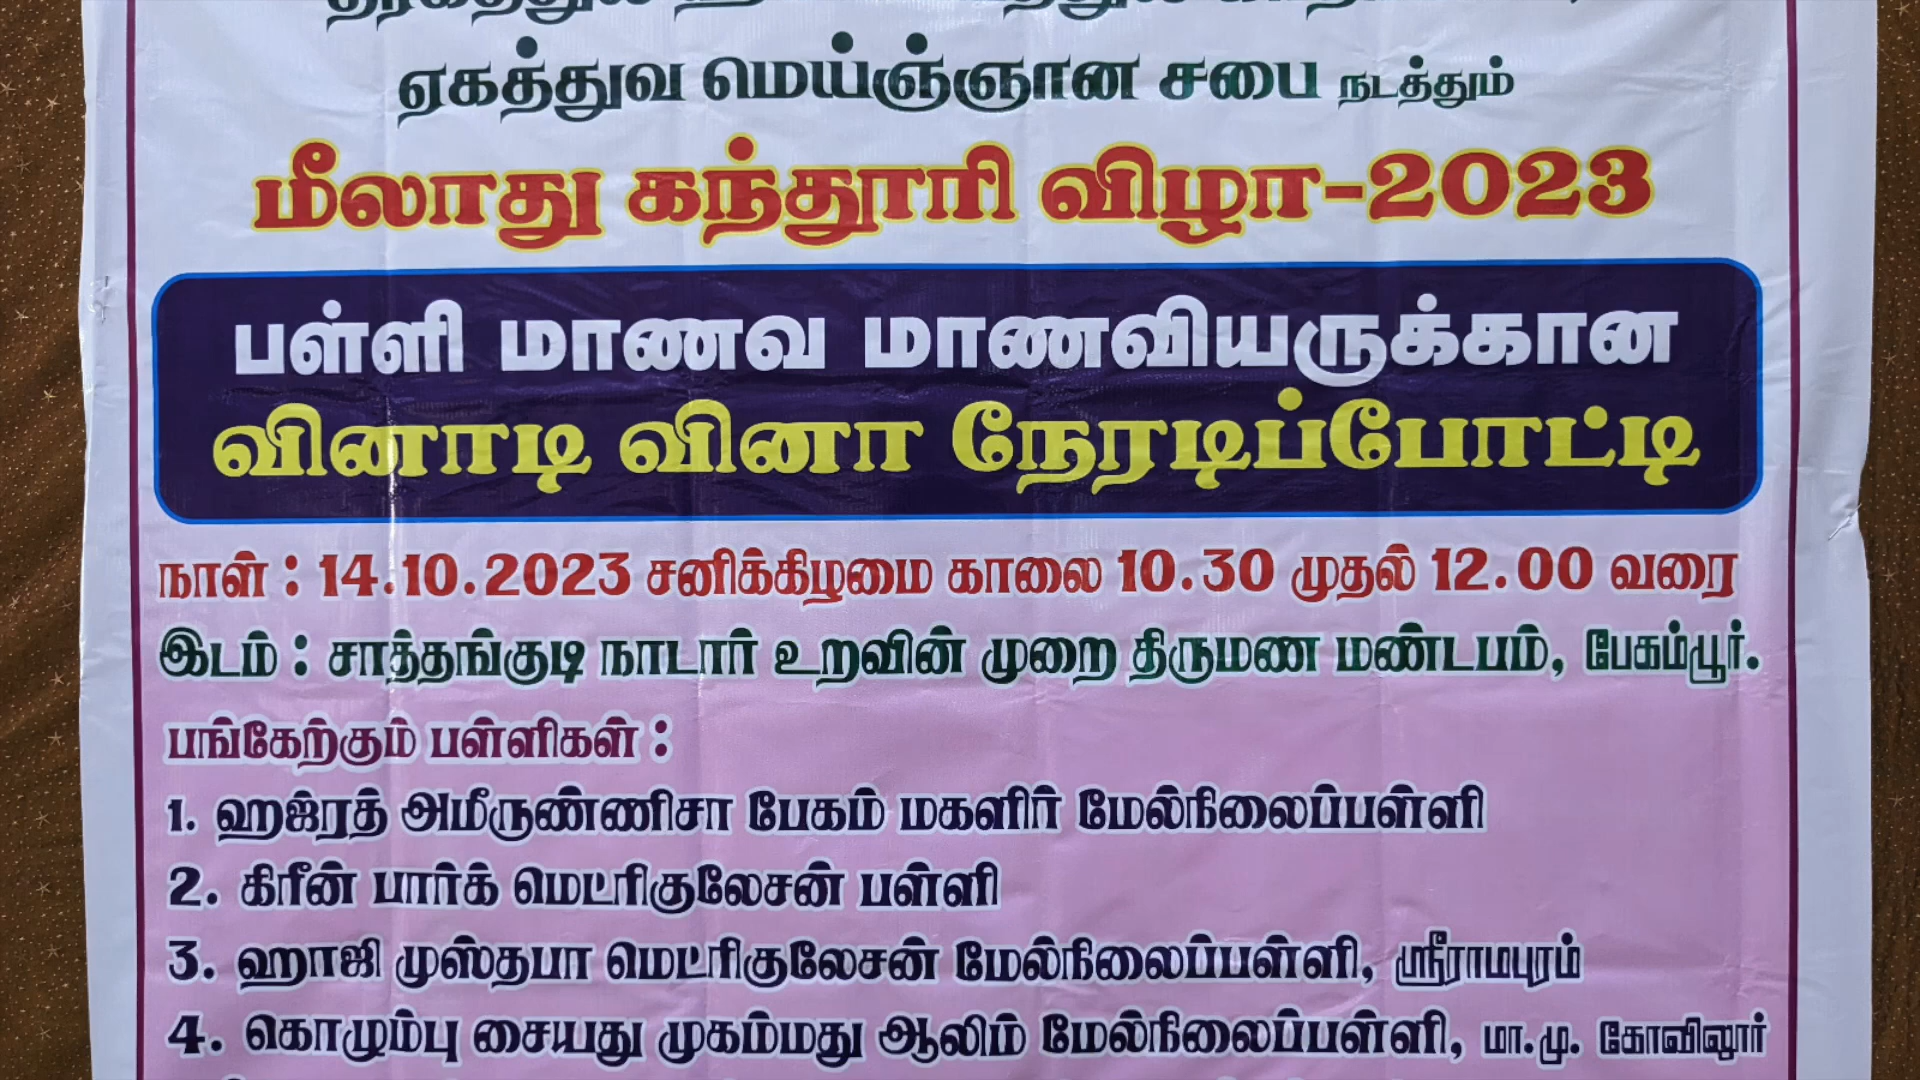 ஏகத்துவ மெய்ஞ்ஞான சபை நடத்தும்
மீலாது கந்தூரி விழா-2023
பள்ளி மாணவ மாணவியருக்கான
வினாடி வினா நேரடிப்போட்டி
நாள் : 14.10.2023 சனிக்கிழமை காலை 10.30 முதல் 12.00 வரை
இடம் : சாத்தங்குடி நாடார் உறவின் முறை திருமண மண்டபம், பேகம்பூர்.
பங்கேற்கும் பள்ளிகள் :
1. ஹஜ்ரத் அமீருண்ணிசா பேகம் மகளிர் மேல்நிலைப்பள்ளி
2. கிரீன் பார்க் மெட்ரிகுலேசன் பள்ளி
3. ஹாஜி முஸ்தபா மெட்ரிகுலேசன் மேல்நிலைப்பள்ளி, ஸ்ரீராமபுரம்
4. கொழும்பு சையது முகம்மது ஆலிம் மேல்நிலைப்பள்ளி, மா.மு. கோவிலூர்